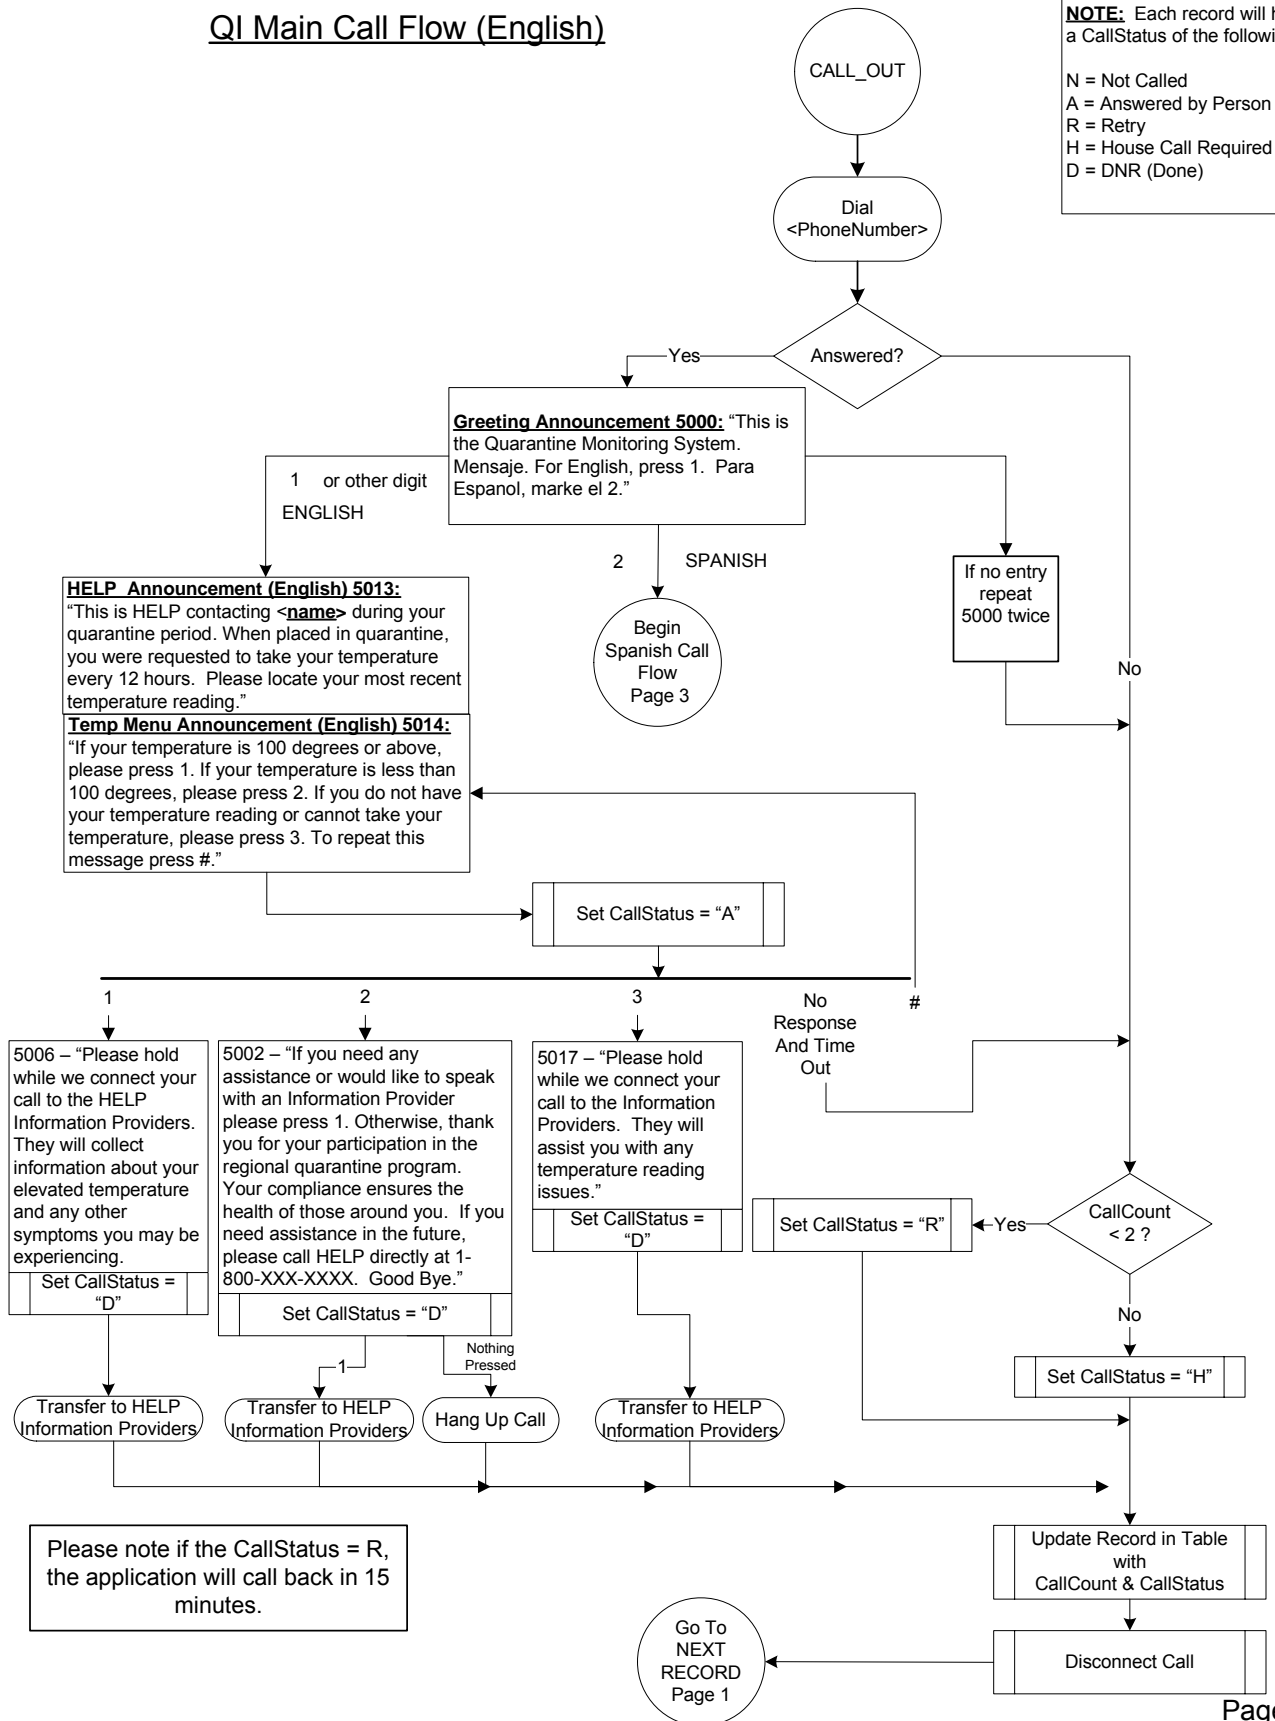 QI Main Call Flow (English)
NOTE: Each record will
a CallStatus of the
N = Not Called
A = Answered by Person
R = Retry
H = House Call Required
D = DNR (Done)
CALL_OUT
Dial
<PhoneNumber>
Answered?
Yes
No
Greeting Announcement 5000: “This is
the Quarantine Monitoring System.
Mensaje. For English, press 1. Para
Espanol, marke el 2.”
1 or other digit
ENGLISH
2 SPANISH
If no entry
repeat
5000 twice
Begin
Spanish Call
Flow
Page 3
HELP Announcement (English) 5013:
“This is HELP contacting <name> during your
quarantine period. When placed in quarantine,
you were requested to take your temperature
every 12 hours. Please locate your most recent
temperature reading.”
Temp Menu Announcement (English) 5014:
“If your temperature is 100 degrees or above,
please press 1. If your temperature is less than
100 degrees, please press 2. If you do not have
your temperature reading or cannot take your
temperature, please press 3. To repeat this
message press #.”
Set CallStatus = “A”
1
2
3
No
Response
And Time
Out
#
5006 – “Please hold
while we connect your
call to the HELP
Information Providers.
They will collect
information about your
elevated temperature
and any other
symptoms you may be
experiencing.
Set CallStatus =
“D”
5002 – “If you need any
assistance or would like to speak
with an Information Provider
please press 1. Otherwise, thank
you for your participation in the
regional quarantine program.
Your compliance ensures the
health of those around you. If you
need assistance in the future,
please call HELP directly at 1-
800-XXX-XXXX. Good Bye.”
Set CallStatus = “D”
5017 – “Please hold
while we connect your
call to the Information
Providers. They will
assist you with any
temperature reading
issues.”
Set CallStatus =
“D”
Set CallStatus = “R”
Yes
CallCount
< 2 ?
No
Set CallStatus = “H”
1
Nothing
Pressed
Transfer to HELP
Information Providers
Transfer to HELP
Information Providers
Hang Up Call
Transfer to HELP
Information Providers
Please note if the CallStatus = R,
the application will call back in 15
minutes.
Update Record in Table
with
CallCount & CallStatus
Disconnect Call
Go To
NEXT
RECORD
Page 1
Page